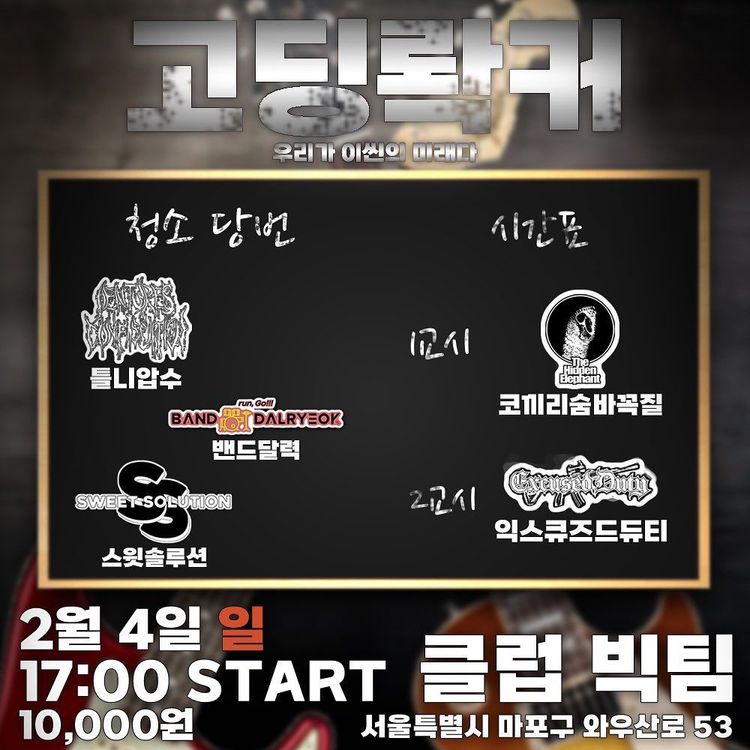 고딩롹커
우리가 이씬의 미래다
청소 당번
시간표
DENTURES
CONFISCATION
틀니압수
1교시
The
Hidden
Elephant
코끼리숨바꼭질
run, Go!!!
BAND DALRYEOK
밴드달력
SWEET SOLUTION
SS
스윗솔루션
2교시
Excused Duty
익스큐즈드듀티
2월 4일 일
17:00 START
10,000원
클럽 빅팀
서울특별시 마포구 와우산로 53